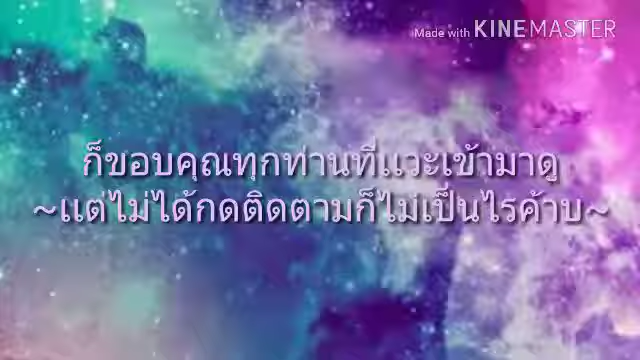 Made with KINEMASTER
ก็ขอบคุณทุกท่านที่แวะเข้ามาดู
~แต่ไม่ได้กดติดตามก็ไม่เป็นไรค้าบ~